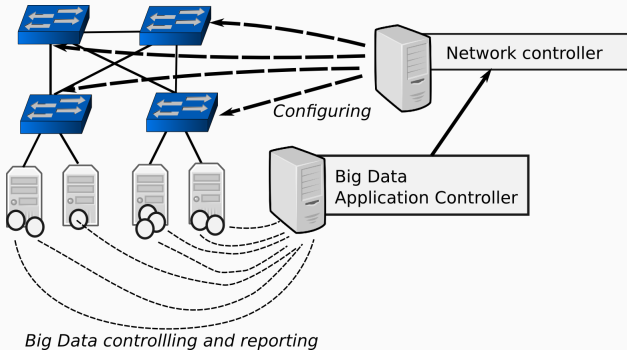 Network controller
Configuring
Big Data
Application Controller
Big Data controllling and reporting